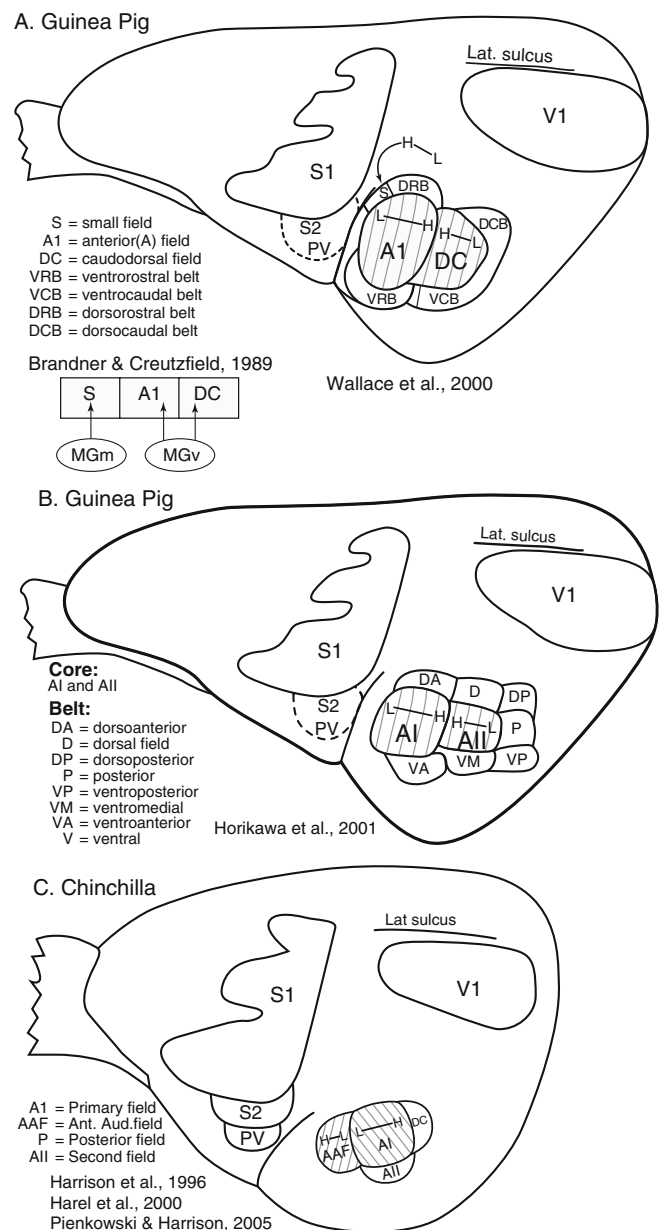 A. Guinea Pig
Lat. sulcus
V1
S1
H
L
S
DRB
S2
PV
L
H
H
L
DCB
A1
DC
VRB
VCB
S = small field
A1 = anterior(A) field
DC = caudodorsal field
VRB = ventrorostral belt
VCB = ventrocaudal belt
DRB = dorsorostral belt
DCB = dorsocaudal belt
Brandner & Creutzfield, 1989
S A1 DC
MGm MGv
Wallace et al., 2000
B. Guinea Pig
Lat. sulcus
V1
S1
S2
PV
DA
D
DP
L
H
H
L
P
AI
AII
VA
VM
VP
Core:
AI and AII
Belt:
DA = dorsoanterior
D = dorsal field
DP = dorsoposterior
P = posterior
VP = ventroposterior
VM = ventromedial
VA = ventroanterior
V = ventral
Horikawa et al., 2001
C. Chinchilla
Lat sulcus
V1
S1
S2
PV
H
L
L
H
DC
AAF
AI
AII
A1 = Primary field
AAF = Ant. Aud.field
P = Posterior field
AII = Second field
Harrison et al., 1996
Harel et al., 2000
Pienkowski & Harrison, 2005